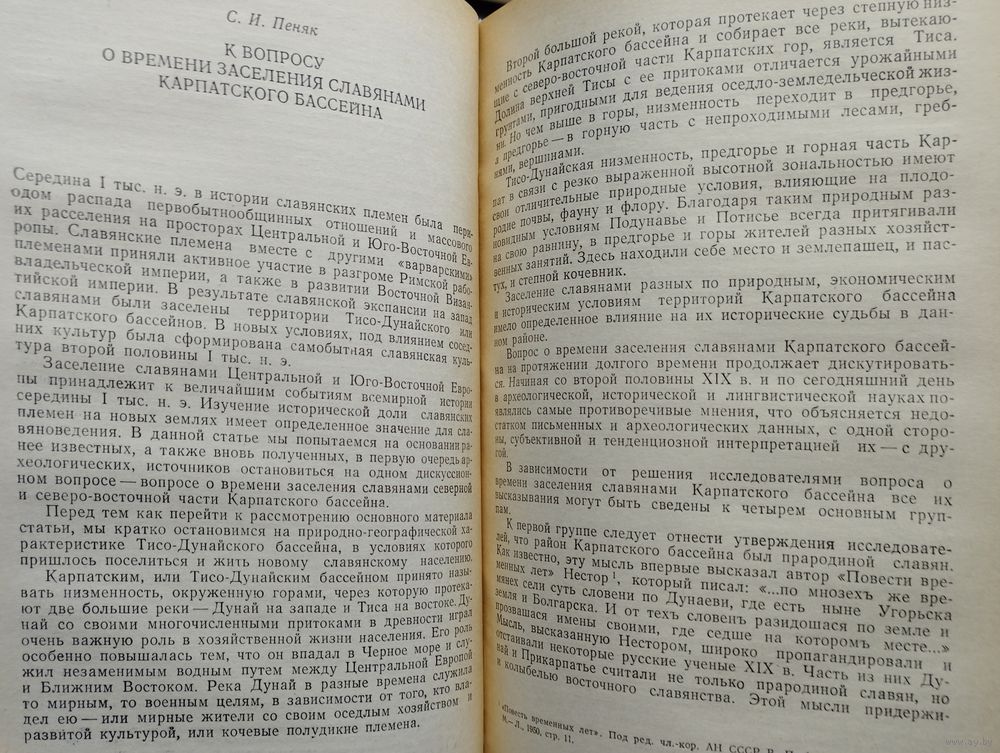 С. И. Пеняк
К ВОПРОСУ
О ВРЕМЕНИ ЗАСЕЛЕНИЯ СЛАВЯНАМИ
КАРПАТСКОГО БАССЕЙНА
Середина I тыс. н. э. в истории славянских племен была пери-
одом распада первобытнообщинных отношений и массового
их расселения на просторах Центральной и Юго-Восточной Ев-
ропы. Славянские племена вместе с другими «варварскими»
племенами приняли активное участие в разгроме Римской рабо-
владельческой империи, а также в развитии Восточной Визан-
тийской империи. В результате славянской экспансии на запад
славянами были заселены территории Тисо-Дунайского или
Карпатского бассейнов. В новых условиях, под влиянием сосед-
них культур была сформирована самобытная славянская куль-
тура второй половины I тыс. н. э.
Заселение славянами Центральной и Юго-Восточной Евро-
пы принадлежит к величайшим событиям всемирной истории
середины I тыс. н. э. Изучение исторической доли славянских
племен на новых землях имеет определенное значение для сла-
вяноведения. В данной статье мы попытаемся на основании ра-
нее известных, а также вновь полученных, в первую очередь ар-
хеологических, источников остановиться на одном дискуссион-
ном вопросе — вопросе о времени заселения славянами северной
и северо-восточной части Карпатского бассейна.
Перед тем как перейти к рассмотрению основного материала
статьи, мы кратко остановимся на природно-географической ха-
рактеристике Тисо-Дунайского бассейна, в условиях которого
пришлось поселиться и жить новому славянскому населению.
Карпатским, или Тисо-Дунайским бассейном принято назы-
вать низменность, окруженную горами, через которую протека-
ют две большие реки — Дунай на западе и Тиса на востоке. Ду-
най со своими многочисленными притоками в древности играл
очень важную роль в хозяйственной жизни населения. Его роль
особенно повышалась тем, что он впадал в Черное море и слу-
жил незаменимым водным путем между Центральной Европой
и Ближним Востоком. Река Дунай в разные времена служила
то мирным, то военным целям, в зависимости от того, кто вла-
дел ею — или мирные жители со своим оседлым хозяйством и
развитой культурой, или кочевые полудикие племена.
Второй большой рекой, которая протекает через степную низ-
менность Карпатского бассейна и собирает все реки, вытекаю-
щие с северо-восточной части Карпатских гор, является Тиса.
Долина верхней Тисы с ее притоками отличается урожайными
грунтами, пригодными для ведения оседло-земледельческой жиз-
ни. Но чем выше в горы, низменность переходит в предгорье,
а предгорье — в горную часть с непроходимыми лесами, греб-
нями, вершинами.
Тисо-Дунайская низменность, предгорье и горная часть Кар-
пат в связи с резко выраженной высотной зональностью имеют
свои отличительные природные условия, влияющие на плодо-
родие почвы, фауну и флору. Благодаря таким природным раз-
новидным условиям Подунавье и Потисье всегда притягивали
на свою равнину, в предгорье и горы жителей разных хозяйст-
венных занятий. Здесь находили себе место и землепашец, и пас-
тух, и степной кочевник.
Заселение славянами разных по природным, экономическим
и историческим условиям территорий Карпатского бассейна
имело определенное влияние на их исторические судьбы в дан-
ном районе.
Вопрос о времени заселения славянами Карпатского бассей-
на на протяжении долгого времени продолжает дискутировать-
ся. Начиная со второй половины XIX в. и по сегодняшний день
в археологической, исторической и лингвистической науках по-
являлись самые противоречивые мнения, что объясняется недо-
статком письменных и археологических данных, с одной сторо-
ны, субъективной и тенденциозной интерпретацией их — с дру-
гой.
В зависимости от решения исследователями вопроса о
времени заселения славянами Карпатского бассейна все их
высказывания могут быть сведены к четырем основным груп-
пам.
К первой группе следует отнести утверждения исследовате-
лей, что район Карпатского бассейна был прародиной славян.
Как известно, эту мысль впервые высказал автор «Повести вре-
менных лет» Нестор¹, который писал: «...по мнозехъ же вре-
мянех сели суть словени по Дунаеви, где есть ныне Угорьска
земля и Болгарска. И от техъ словенъ разидошася по земле и
прозвашася имены своими, где седше на которомъ месте...»
Мысль, высказанную Нестором, широко пропагандировали и
отстаивали некоторые русские ученые XIX в. Часть из них Ду-
най и Прикарпатье считали не только прародиной славян, но
и колыбелью восточного славянства. Этой мысли придержи-
¹ «Повесть временных лет». Под ред. чл.-кор. АН СССР В.
М.— Л., 1950, стр. 11.
www.ay.by